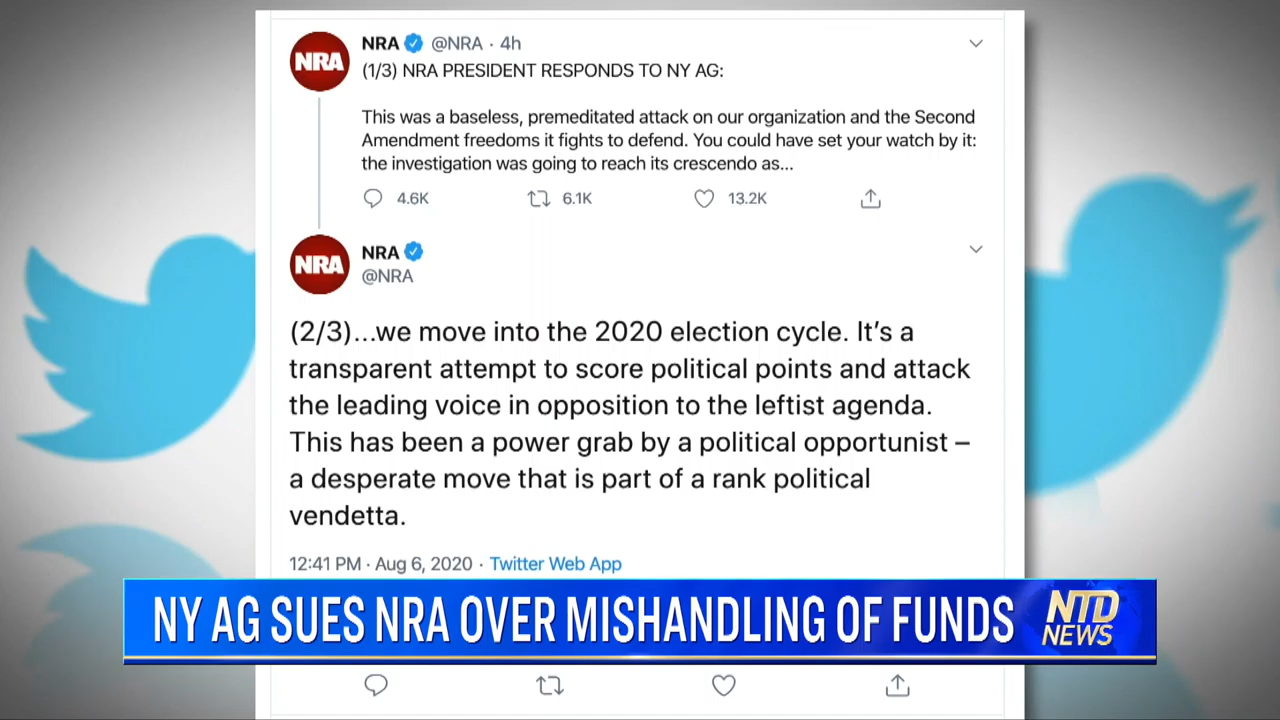 NRA
NRA @NRA · 4h
(1/3) NRA PRESIDENT RESPONDS TO NY AG:
This was a baseless, premeditated attack on our organization and the Second
Amendment freedoms it fights to defend. You could have set your watch by it:
the investigation was going to reach its crescendo as...
4.6K 6.1K 13.2K
NRA
NRA
@NRA
(2/3)...we move into the 2020 election cycle. It’s a
transparent attempt to score political points and attack
the leading voice in opposition to the leftist agenda.
This has been a power grab by a political opportunist –
a desperate move that is part of a rank political
vendetta.
12:41 PM · Aug 6, 2020 · Twitter Web App
NY AG SUES NRA OVER MISHANDLING OF FUNDS
NTD
NEWS